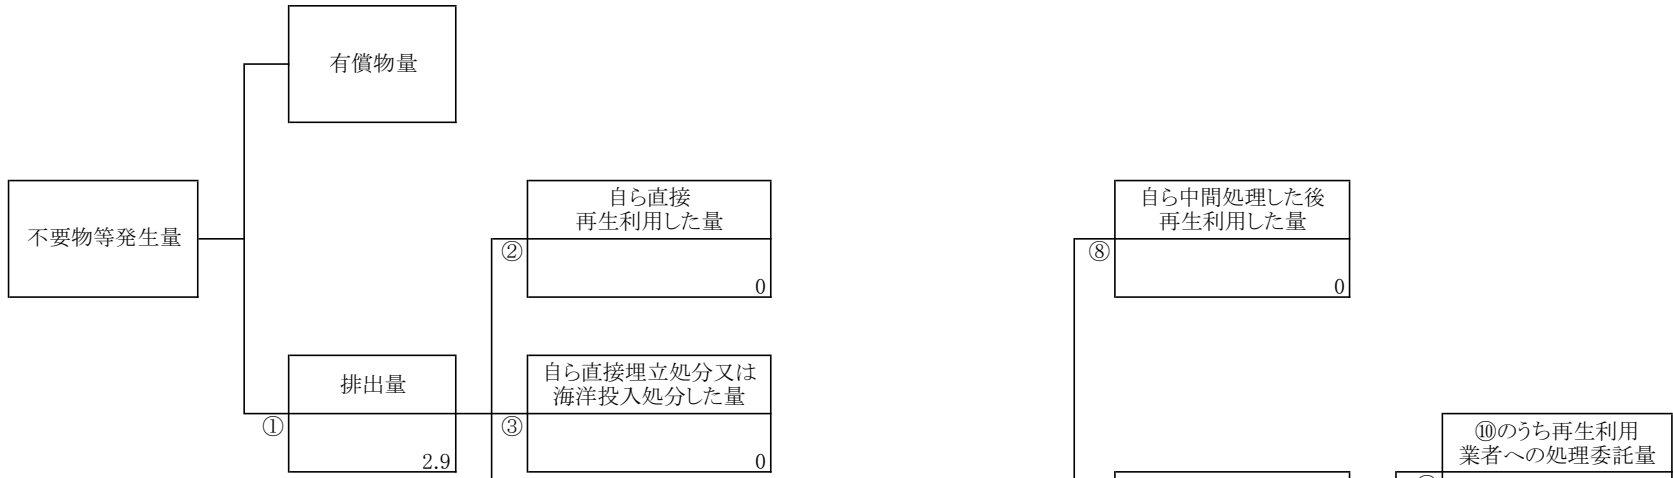 有償物量
不要物等発生量
自ら直接
再生利用した量
②
0
自ら中間処理した後
再生利用した量
⑧
0
排出量
①
2.9
自ら直接埋立処分又は
海洋投入処分した量
③
0
⑩のうち再生利用
業者への処理委託量